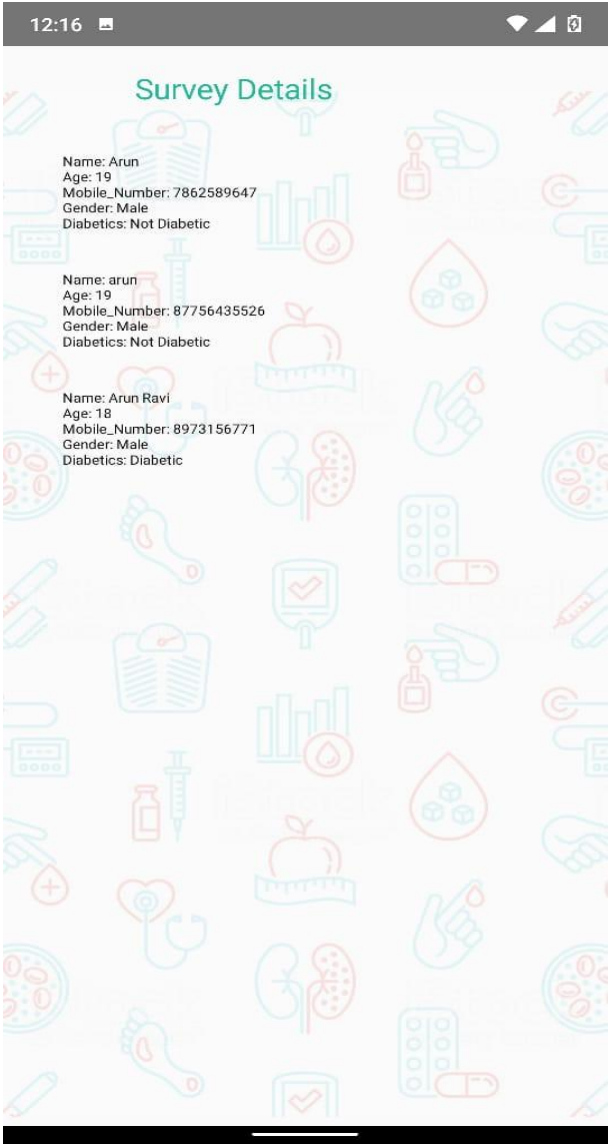 12:16
Survey Details
Name: Arun
Age: 19
Mobile_Number: 7862589647
Gender: Male
Diabetics: Not Diabetic
Name: arun
Age: 19
Mobile_Number: 87756435526
Gender: Male
Diabetics: Not Diabetic
Name: Arun Ravi
Age: 18
Mobile_Number: 8973156771
Gender: Male
Diabetics: Diabetic